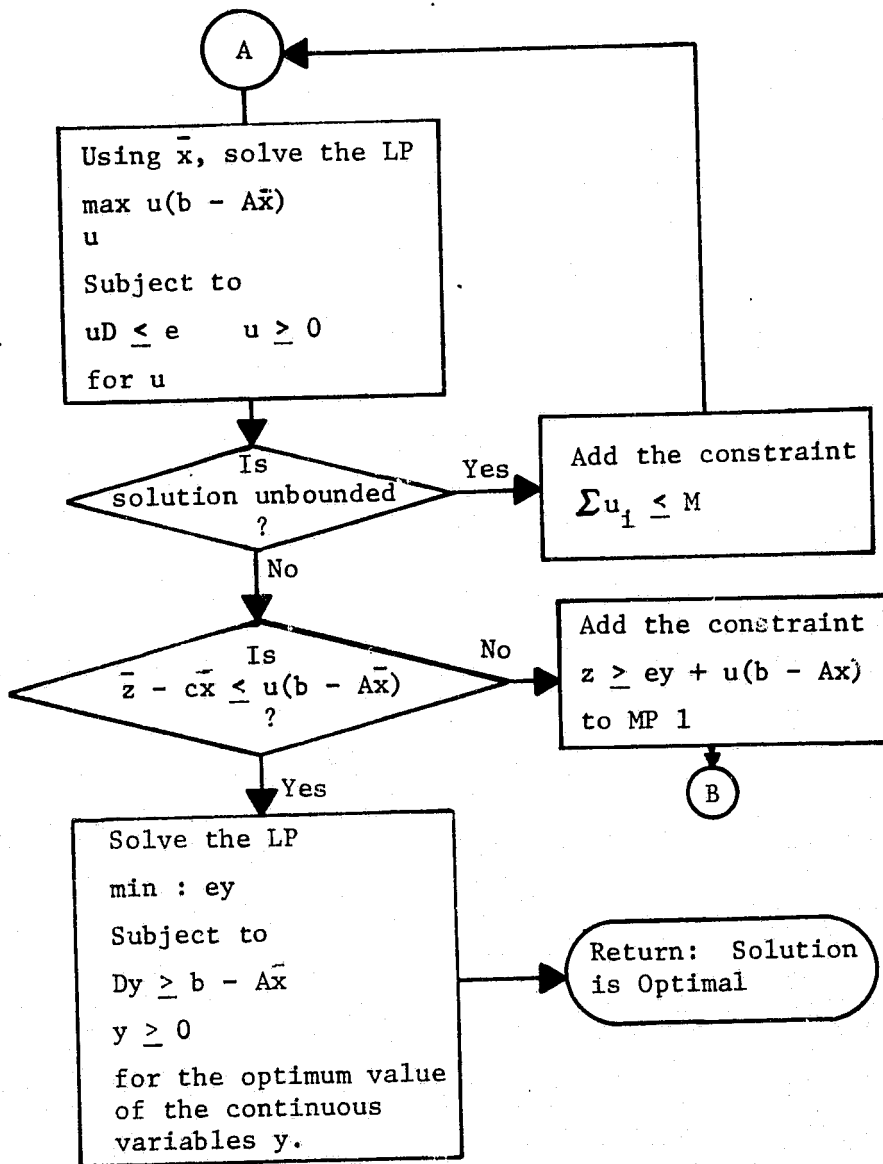 A
Using x̄, solve the LP
max u(b - Ax̄)
u
Subject to
uD ≤ e u ≥ 0
for u
Is
solution unbounded
?
Yes
Add the constraint
Σu_i ≤ M
No
Is
z̄ - cx̄ ≤ u(b - Ax̄)
?
No
Add the constraint
z ≥ ey + u(b - Ax)
to MP 1
B
Yes
Solve the LP
min : ey
Subject to
Dy ≥ b - Ax̄
y ≥ 0
for the optimum value
of the continuous
variables y.
Return: Solution
is Optimal